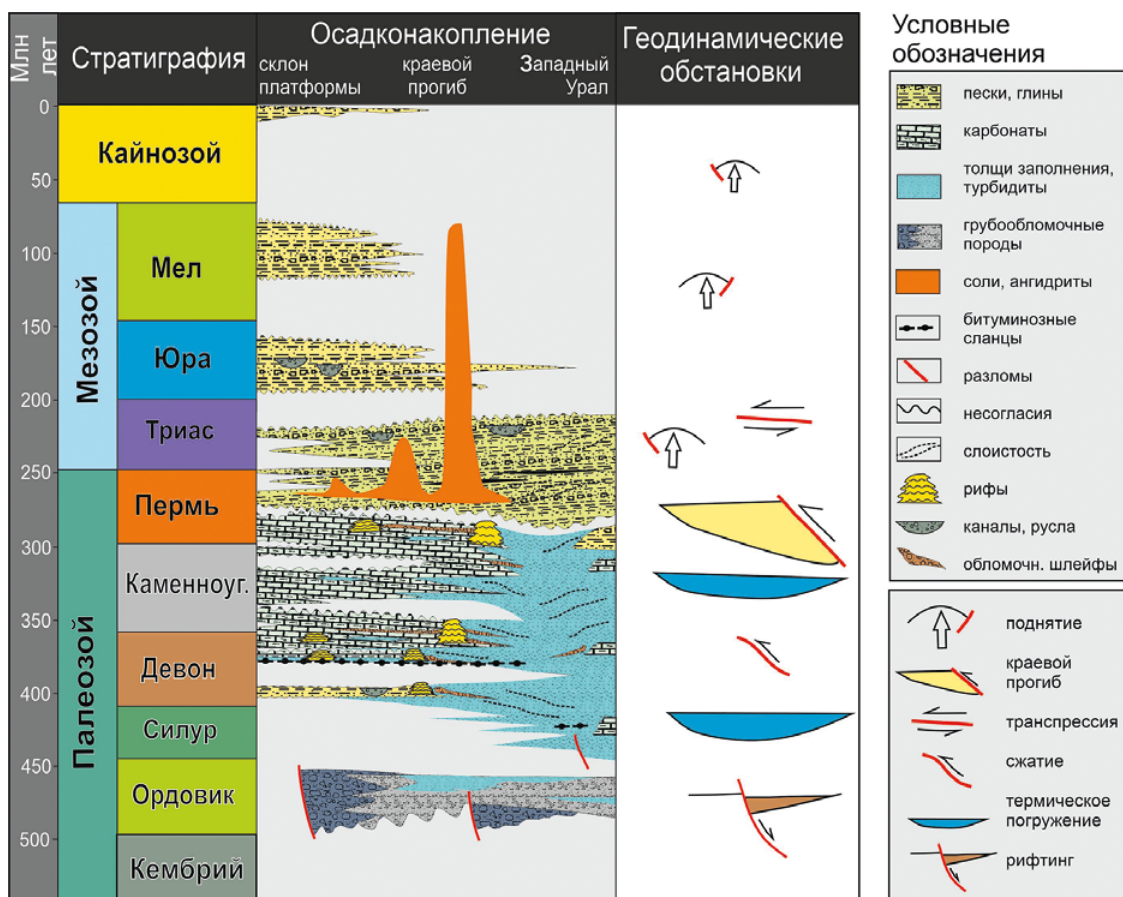 Млн
лет
Стратиграфия
Осадконакопление
склон
платформы
краевой
прогиб
Западный
Урал
Геодинамические
обстановки
0
50
100
150
200
250
300
350
400
450
500
Кайнозой
Мезозой
Мел
Юра
Триас
Палеозой
Пермь
Каменноуг.
Девон
Силур
Ордовик
Кембрий
Условные
обозначения
пески, глины
карбонаты
толщи заполнения,
турбидиты
грубообломочные
породы
соли, ангидриты
битуминозные
сланцы
разломы
несогласия
слоистость
рифы
каналы, русла
обломочн. шлейфы
поднятие
краевой
прогиб
транспрессия
сжатие
термическое
погружение
рифтинг